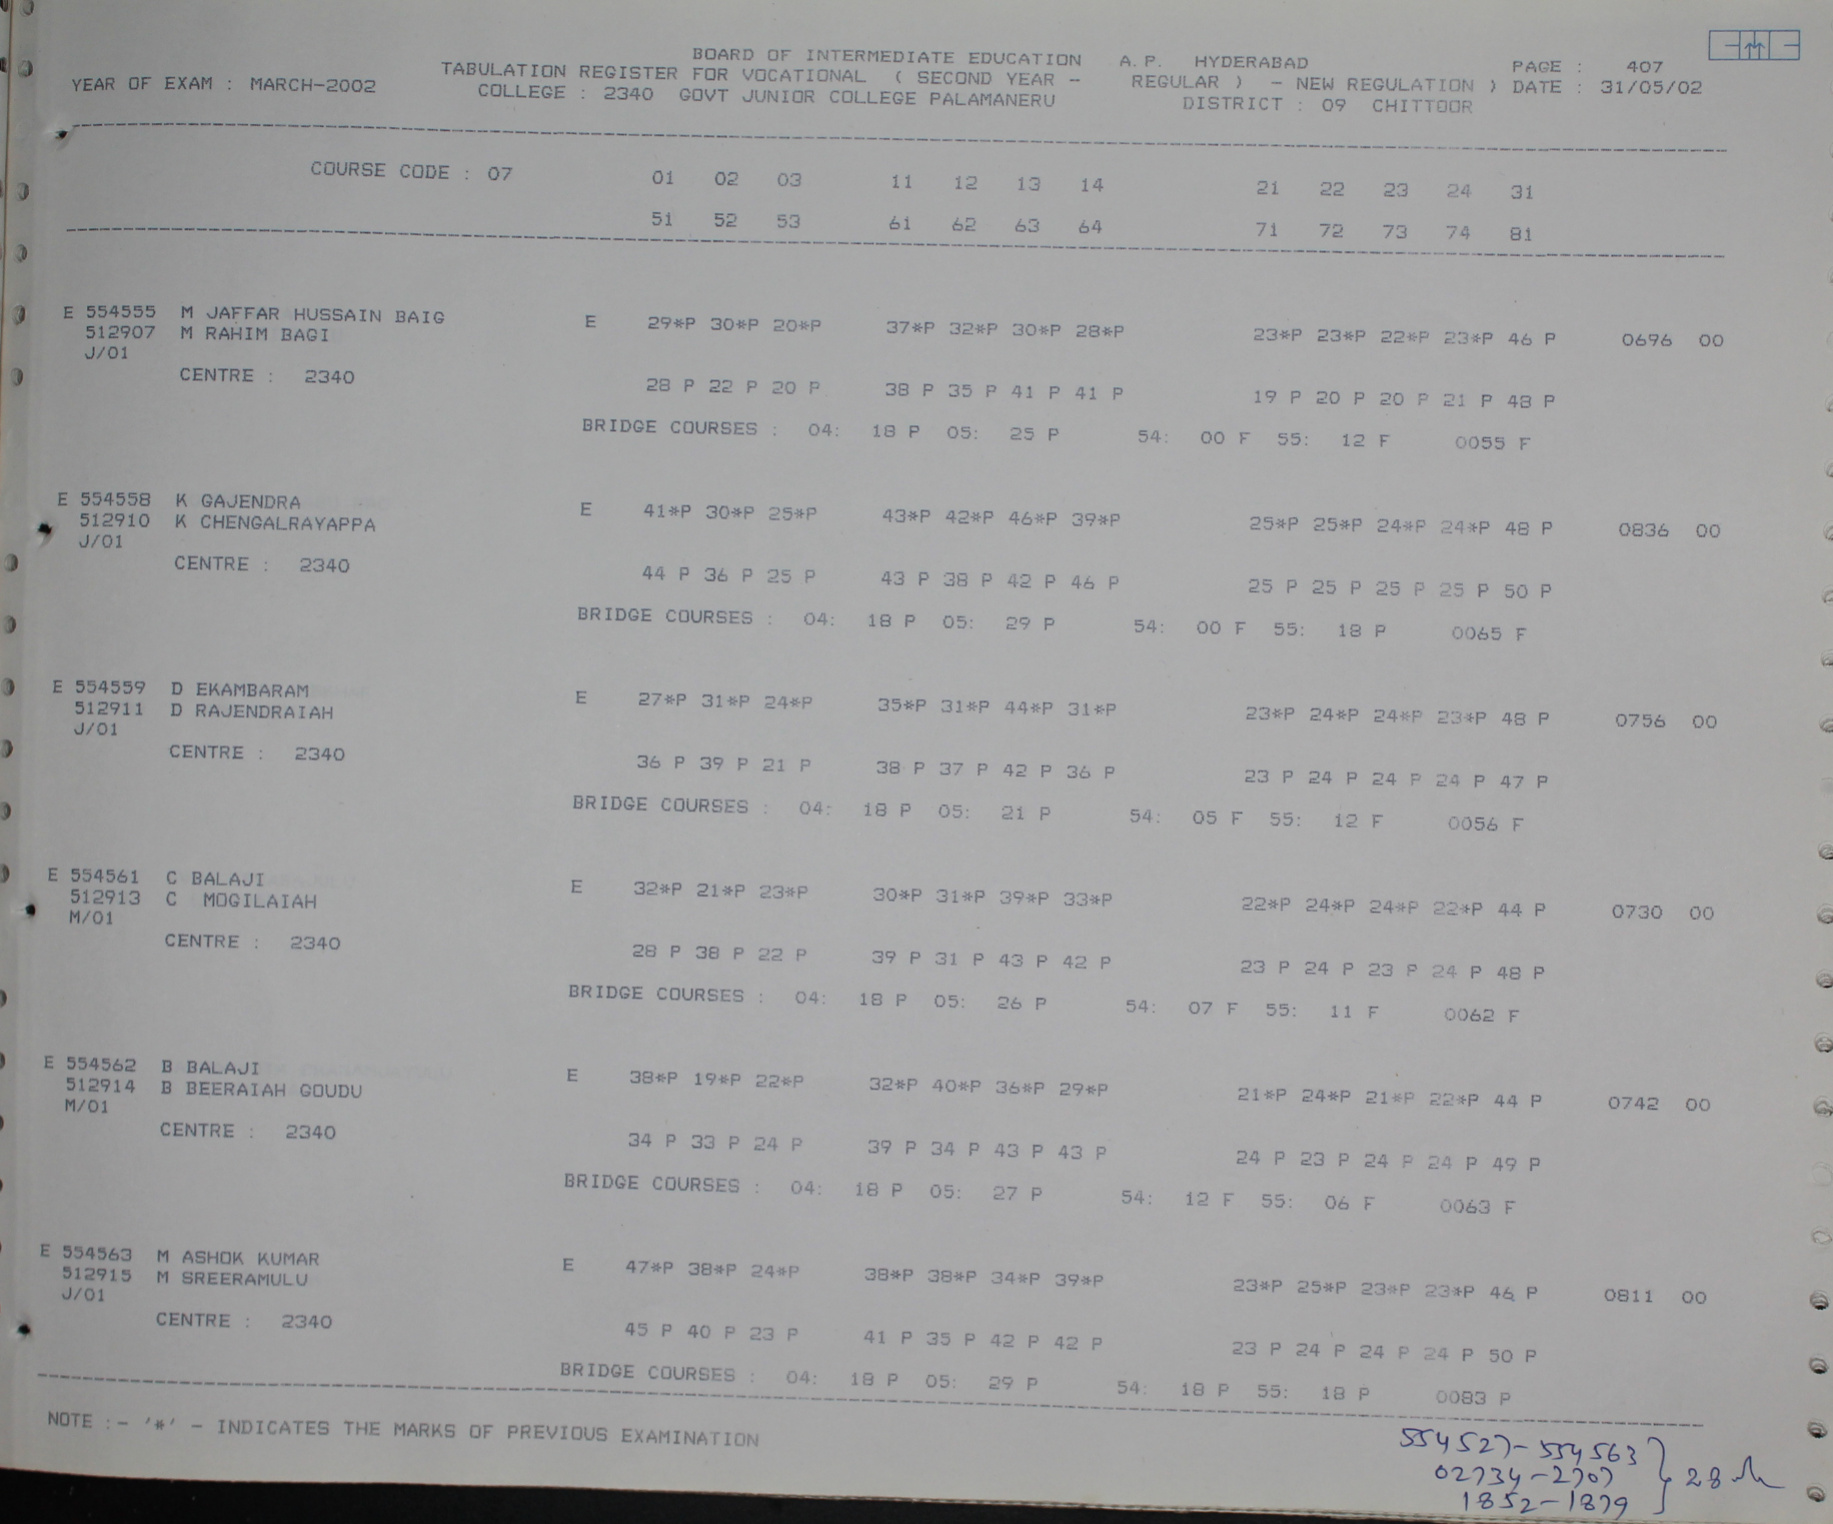 BOARD OF INTERMEDIATE EDUCATION A.P. HYDERABAD
YEAR OF EXAM : MARCH-2002 TABULATION REGISTER FOR VOCATIONAL ( SECOND YEAR - REGULAR ) - NEW REGULATION ) PAGE : 407
COLLEGE : 2340 GOVT JUNIOR COLLEGE PALAMANERU DISTRICT : 09 CHITTOOR DATE : 31/05/02
COURSE CODE : 07 01 02 03 11 12 13 14 21 22 23 24 31
51 52 53 61 62 63 64 71 72 73 74 81
E 554555 M JAFFAR HUSSAIN BAIG E 29*P 30*P 20*P 37*P 32*P 30*P 28*P 23*P 23*P 22*P 23*P 46 P 0696 00
512907 M RAHIM BAGI
J/01
CENTRE : 2340 28 P 22 P 20 P 38 P 35 P 41 P 41 P 19 P 20 P 20 P 21 P 48 P
BRIDGE COURSES : 04: 18 P 05: 25 P 54: 00 F 55: 12 F 0055 F
E 554558 K GAJENDRA E 41*P 30*P 25*P 43*P 42*P 46*P 39*P 25*P 25*P 24*P 24*P 48 P 0836 00
512910 K CHENGALRAYAPPA
J/01
CENTRE : 2340 44 P 36 P 25 P 43 P 38 P 42 P 46 P 25 P 25 P 25 P 25 P 50 P
BRIDGE COURSES : 04: 18 P 05: 29 P 54: 00 F 55: 18 P 0065 F
E 554559 D EKAMBARAM E 27*P 31*P 24*P 35*P 31*P 44*P 31*P 23*P 24*P 24*P 23*P 48 P 0756 00
512911 D RAJENDRAIAH
J/01
CENTRE : 2340 36 P 39 P 21 P 38 P 37 P 42 P 36 P 23 P 24 P 24 P 24 P 47 P
BRIDGE COURSES : 04: 18 P 05: 21 P 54: 05 F 55: 12 F 0056 F
E 554561 C BALAJI E 32*P 21*P 23*P 30*P 31*P 39*P 33*P 22*P 24*P 24*P 22*P 44 P 0730 00
512913 C MOGILAIAH
M/01
CENTRE : 2340 28 P 38 P 22 P 39 P 31 P 43 P 42 P 23 P 24 P 23 P 24 P 48 P
BRIDGE COURSES : 04: 18 P 05: 26 P 54: 07 F 55: 11 F 0062 F
E 554562 B BALAJI E 38*P 19*P 22*P 32*P 40*P 36*P 29*P 21*P 24*P 21*P 22*P 44 P 0742 00
512914 B BEERAIAH GOUDU
M/01
CENTRE : 2340 34 P 33 P 24 P 39 P 34 P 43 P 43 P 24 P 23 P 24 P 24 P 49 P
BRIDGE COURSES : 04: 18 P 05: 27 P 54: 12 F 55: 06 F 0063 F
E 554563 M ASHOK KUMAR E 47*P 38*P 24*P 38*P 38*P 34*P 39*P 23*P 25*P 23*P 23*P 46 P 0811 00
512915 M SREERAMULU
J/01
CENTRE : 2340 45 P 40 P 23 P 41 P 35 P 42 P 42 P 23 P 24 P 24 P 24 P 50 P
BRIDGE COURSES : 04: 18 P 05: 29 P 54: 18 P 55: 18 P 0083 P
NOTE :- '*' - INDICATES THE MARKS OF PREVIOUS EXAMINATION
554527-554563
02734-2707 28
1852-1879